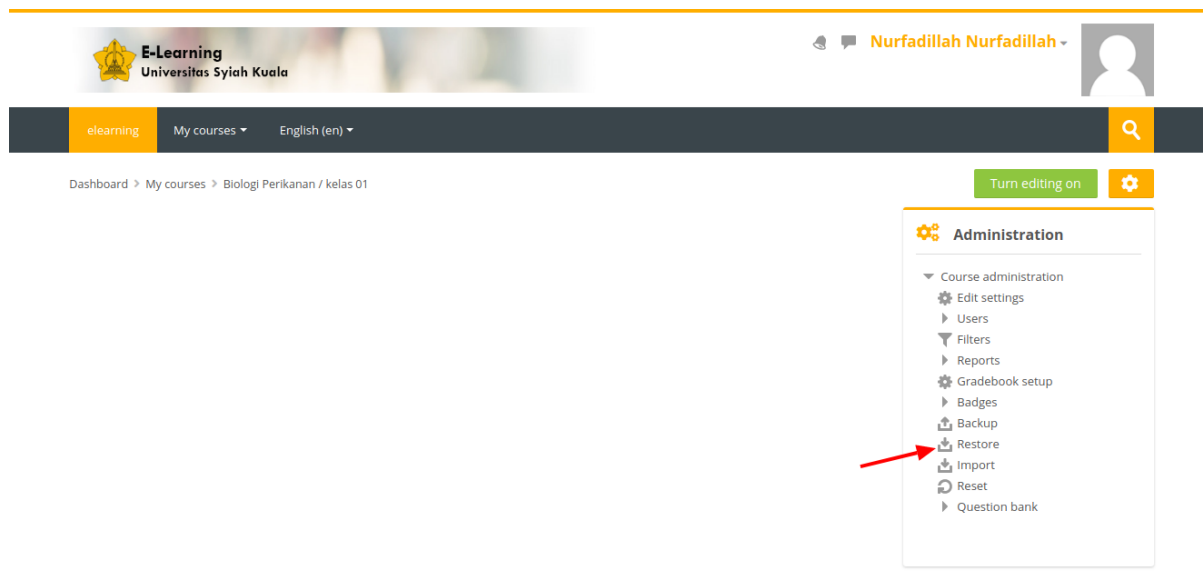 E-Learning
Universitas Syiah Kuala
Nurfadillah Nurfadillah
elearning My courses English (en)
Dashboard > My courses > Biologi Perikanan / kelas 01
Turn editing on
Administration
Course administration
Edit settings
Users
Filters
Reports
Gradebook setup
Badges
Backup
Restore
Import
Reset
Question bank